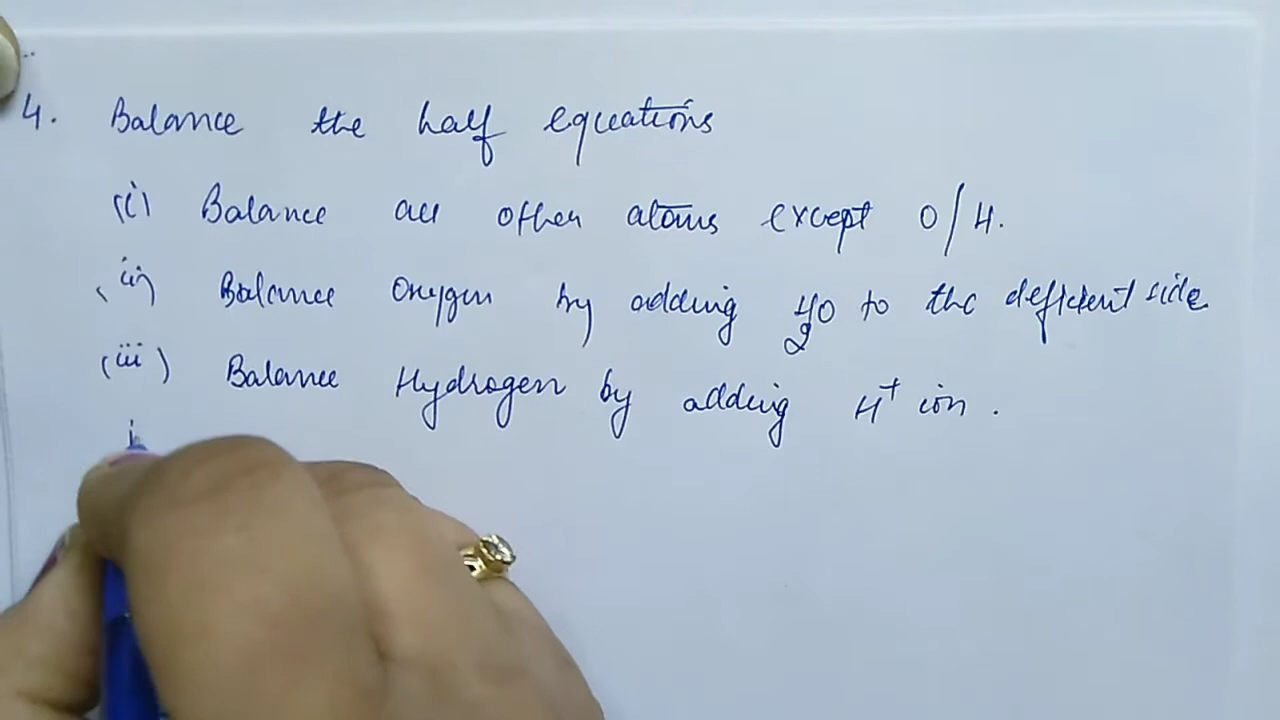 4. Balance the half equations
(i) Balance all other atoms except O/H.
(ii) Balance Oxygen by adding H2O to the deficient side
(iii) Balance Hydrogen by adding H+ ion.
i